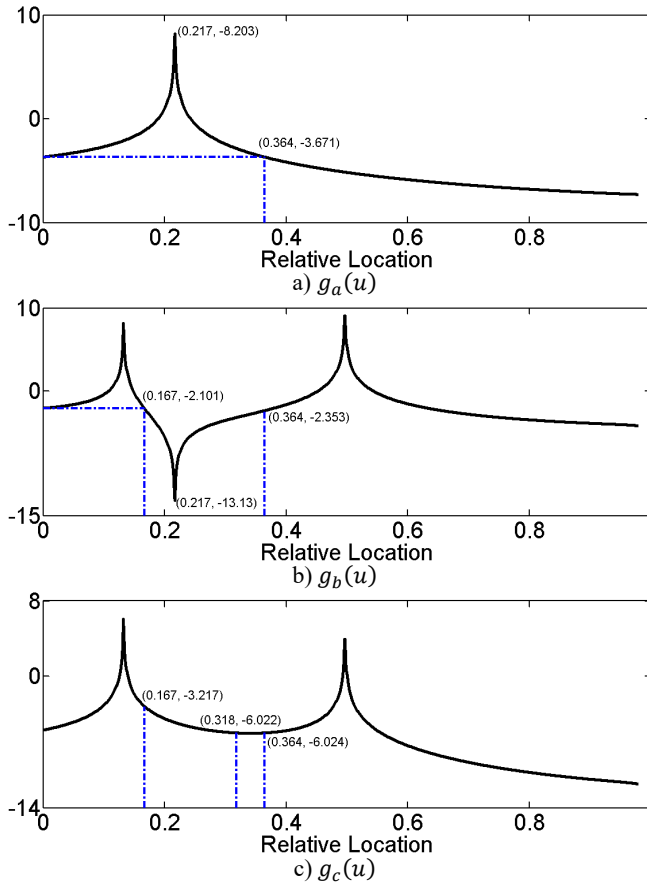 10
(0.217, -8.203)
0
(0.364, -3.671)
-10
0 0.2 0.4 0.6 0.8
Relative Location
a) gₐ(u)
10
0
(0.167, -2.101)
(0.364, -2.353)
(0.217, -13.13)
-15
0 0.2 0.4 0.6 0.8
Relative Location
b) g_b(u)
8
0
(0.167, -3.217)
(0.318, -6.022)
(0.364, -6.024)
-14
0 0.2 0.4 0.6 0.8
Relative Location
c) g_c(u)